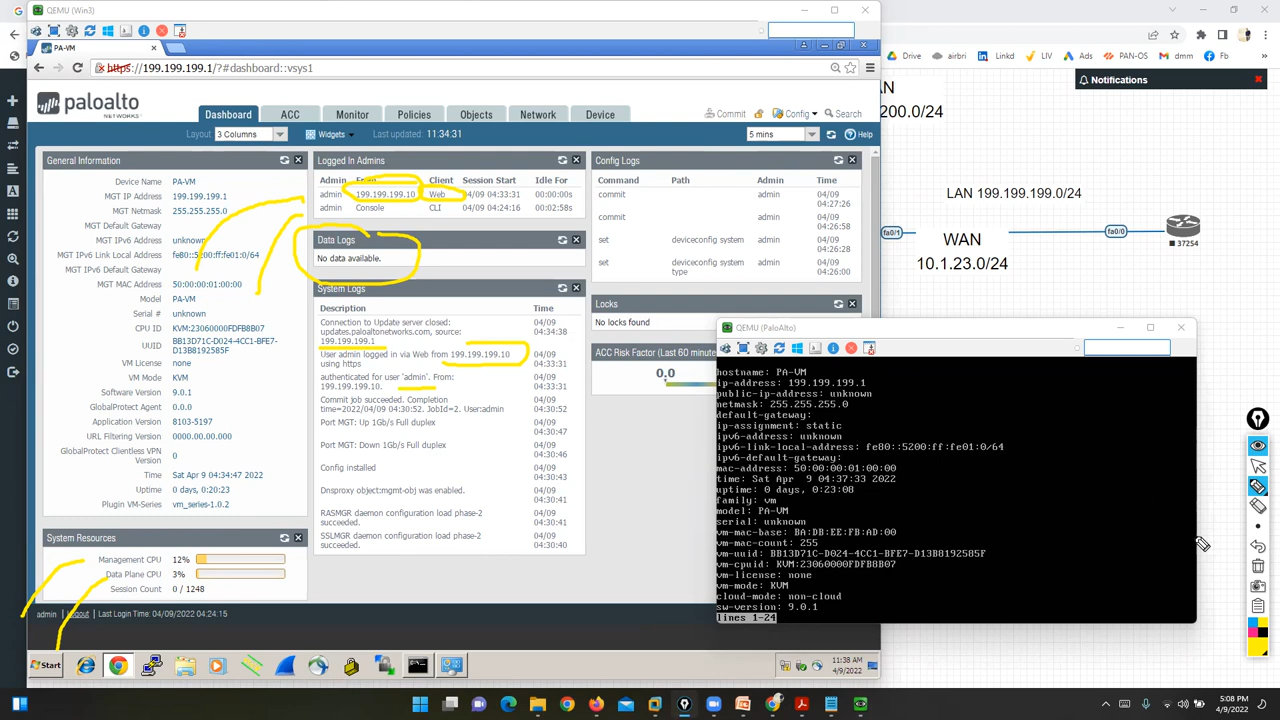 QEMU (Win3)
PA-VM
https://199.199.199.1/?#dashboard::vsys1
paloalto
NETWORKS
Dashboard
ACC
Monitor
Policies
Objects
Network
Device
Commit
Config
Search
Layout
3 Columns
Widgets
Last updated: 11:34:31
5 mins
Help
General Information
Device Name PA-VM
MGT IP Address 199.199.199.1
MGT Netmask 255.255.255.0
MGT Default Gateway
MGT IPv6 Address unknown
MGT IPv6 Link Local Address fe80::5200:ff:fe01:0/64
MGT IPv6 Default Gateway
MGT MAC Address 50:00:00:01:00:00
Model PA-VM
Serial # unknown
CPU ID KVM:23060000FDFB8B07
UUID BB13D71C-D024-4CC1-BFE7-
D13B8192585F
VM License none
VM Mode KVM
Software Version 9.0.1
GlobalProtect Agent 0.0.0
Application Version 8103-5197
URL Filtering Version 0000.00.00.000
GlobalProtect Clientless VPN
Version 0
Time Sat Apr 9 04:34:47 2022
Uptime 0 days, 0:20:23
Plugin VM-Series vm_series-1.0.2
System Resources
Management CPU 12%
Data Plane CPU 3%
Session Count 0 / 1248
Logged In Admins
Admin From Client Session Start Idle For
admin 199.199.199.10 Web 04/09 04:33:31 00:00:00s
admin Console CLI 04/09 04:24:16 00:02:58s
Data Logs
No data available.
System Logs
Description Time
Connection to Update server closed: 04/09
updates.paloaltonetworks.com, source: 04:34:38
199.199.199.1
User admin logged in via Web from 199.199.199.10 04/09
using https 04:33:31
authenticated for user 'admin'. From: 04/09
199.199.199.10. 04:33:31
Commit job succeeded. Completion 04/09
time=2022/04/09 04:30:52. JobId=2. User:admin 04:30:52
Port MGT: Up 1Gb/s Full duplex 04/09
04:30:47
Port MGT: Down 1Gb/s Full duplex 04/09
04:30:46
Config installed 04/09
04:30:43
Dnsproxy object:mgmt-obj was enabled. 04/09
04:30:41
RASMGR daemon configuration load phase-2 04/09
succeeded. 04:30:41
SSLMGR daemon configuration load phase-2 04/09
succeeded. 04:30:40
Config Logs
Command Path Admin Time
commit admin 04/09
04:27:26
commit admin 04/09
04:26:58
set deviceconfig system admin 04/09
04:26:28
set deviceconfig system admin 04/09
type 04:26:00
Locks
No locks found
ACC Risk Factor (Last 60 minute
0.0
admin
Logout
Last Login Time: 04/09/2022 04:24:15
Start
11:38 AM
4/9/2022
Drive
airbri
Linkd
LIV
Ads
PAN-OS
dmm
Fb
Notifications
AN
200.0/24
LAN 199.199.199.0/24
fa0/1
WAN
10.1.23.0/24
fa0/0
37254
QEMU (PaloAlto)
hostname: PA-VM
ip-address: 199.199.199.1
public-ip-address: unknown
netmask: 255.255.255.0
default-gateway:
ip-assignment: static
ipv6-address: unknown
ipv6-link-local-address: fe80::5200:ff:fe01:0/64
ipv6-default-gateway:
mac-address: 50:00:00:01:00:00
time: Sat Apr 9 04:37:33 2022
uptime: 0 days, 0:23:08
family: vm
model: PA-VM
serial: unknown
vm-mac-base: BA:DB:EE:FB:AD:00
vm-mac-count: 255
vm-uuid: BB13D71C-D024-4CC1-BFE7-D13B8192585F
vm-cpuid: KVM:23060000FDFB8B07
vm-license: none
vm-mode: KVM
cloud-mode: non-cloud
sw-version: 9.0.1
lines 1-24
5:08 PM
4/9/2022